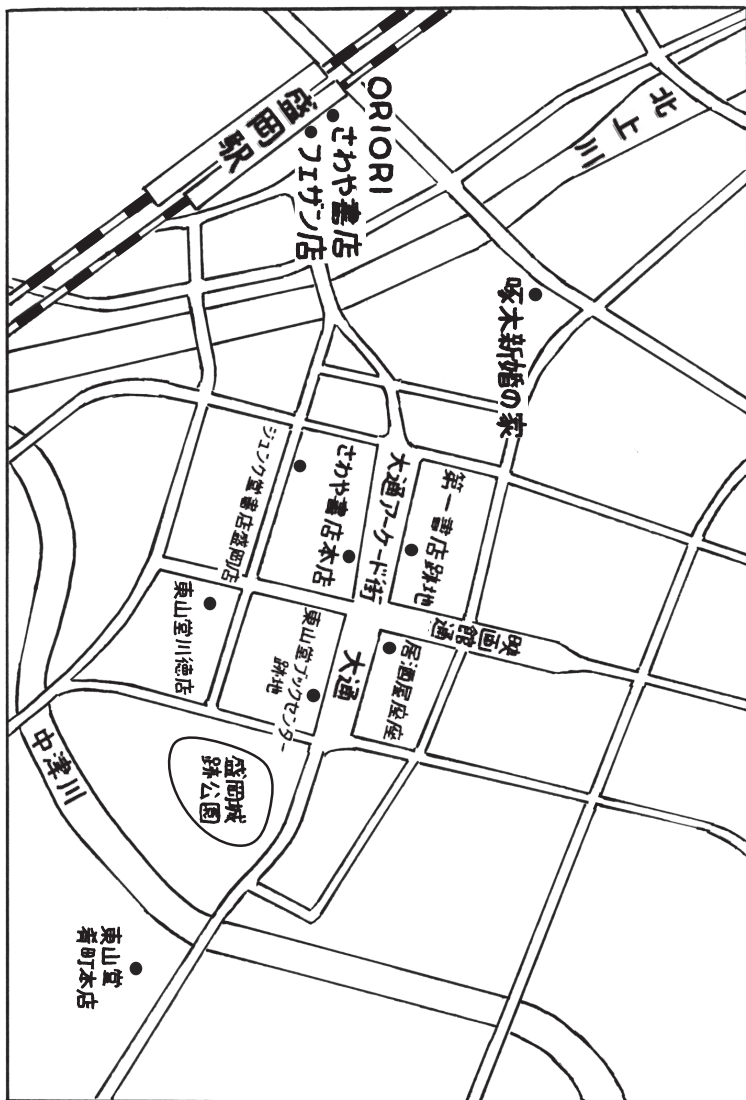 北上川
盛岡駅
ORIORI
さわや書店
フェザン店
啄木新婚の家
大通アーケード街
第一書店跡地
さわや書店本店
ジュンク堂書店盛岡店
映画館通
居酒屋座座
大通
東山堂ブックセンター
跡地
東山堂川徳店
盛岡城
跡公園
中津川
東山堂
肴町本店